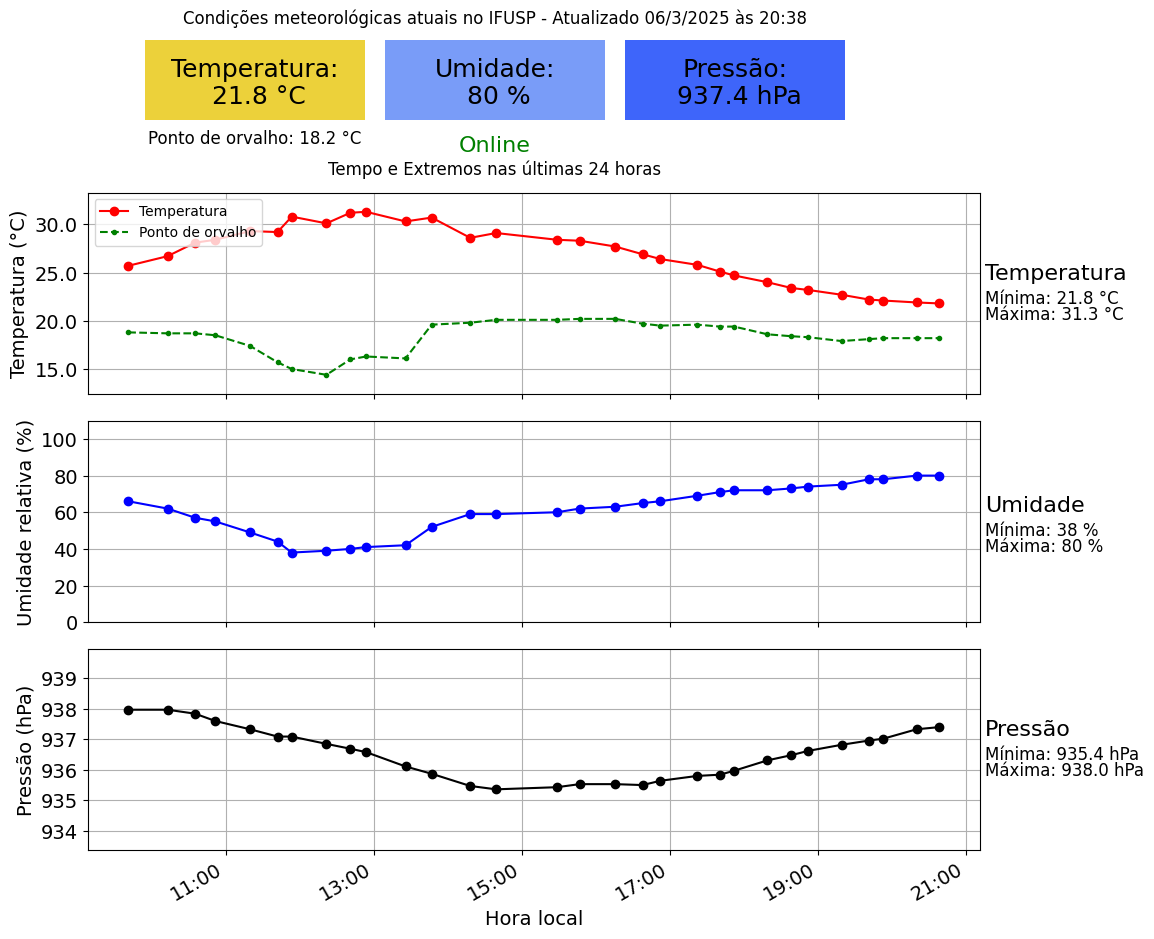 Condições meteorológicas atuais no IFUSP - Atualizado 06/3/2025 às 20:38
Temperatura:
21.8 °C
Umidade:
80 %
Pressão:
937.4 hPa
Ponto de orvalho: 18.2 °C
Online
Tempo e Extremos nas últimas 24 horas
Temperatura (°C)
30.0
25.0
20.0
15.0
Temperatura
Ponto de orvalho
Temperatura
Mínima: 21.8 °C
Máxima: 31.3 °C
Umidade relativa (%)
100
80
60
40
20
0
Umidade
Mínima: 38 %
Máxima: 80 %
Pressão (hPa)
939
938
937
936
935
934
Pressão
Mínima: 935.4 hPa
Máxima: 938.0 hPa
11:00
13:00
15:00
17:00
19:00
21:00
Hora local